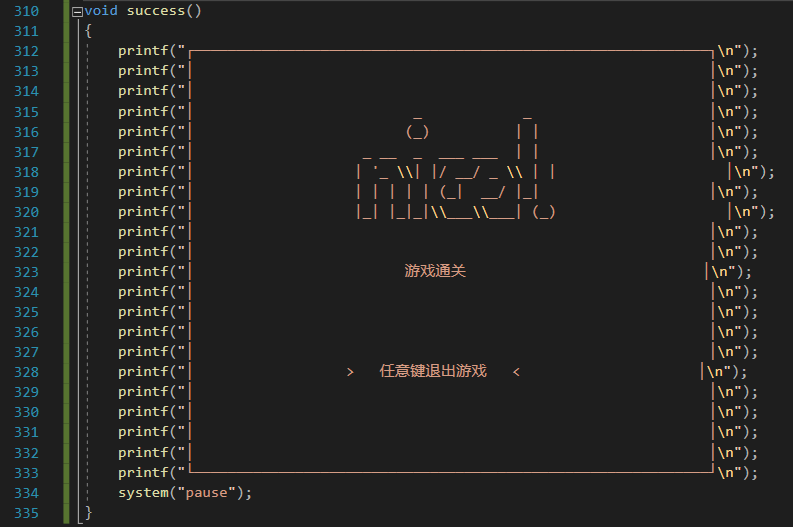 310 void success()
311 {
312 printf("┌──────────────────────────────────────────────────────────────┐\n");
313 printf("│                                                              │\n");
314 printf("│                                                              │\n");
315 printf("│                           _            _                     │\n");
316 printf("│                          (_)          | |                    │\n");
317 printf("│                     _ __  _  ___ ___  | |                    │\n");
318 printf("│                    | '_ \\| |/ __/ _ \\ | |                     │\n");
319 printf("│                    | | | | | (_|  __/ |_|                    │\n");
320 printf("│                    |_| |_|_|\\___\\___| (_)                     │\n");
321 printf("│                                                              │\n");
322 printf("│                                                              │\n");
323 printf("│                          游戏通关                             │\n");
324 printf("│                                                              │\n");
325 printf("│                                                              │\n");
326 printf("│                                                              │\n");
327 printf("│                                                              │\n");
328 printf("│                   >   任意键退出游戏   <                      │\n");
329 printf("│                                                              │\n");
330 printf("│                                                              │\n");
331 printf("│                                                              │\n");
332 printf("│                                                              │\n");
333 printf("└──────────────────────────────────────────────────────────────┘\n");
334 system("pause");
335 }